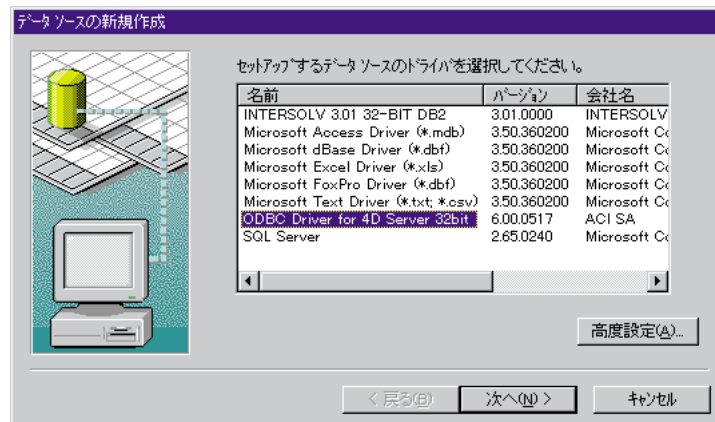 データ ソースの新規作成
セットアップするデータ ソースのドライバを選択してください。
名前 バージョン 会社名
INTERSOLV 3.01 32-BIT DB2 3.01.0000 INTERSOLV
Microsoft Access Driver (*.mdb) 3.50.360200 Microsoft Co
Microsoft dBase Driver (*.dbf) 3.50.360200 Microsoft Co
Microsoft Excel Driver (*.xls) 3.50.360200 Microsoft Co
Microsoft FoxPro Driver (*.dbf) 3.50.360200 Microsoft Co
Microsoft Text Driver (*.txt; *.csv) 3.50.360200 Microsoft Co
ODBC Driver for 4D Server 32bit 6.00.0517 ACI SA
SQL Server 2.65.0240 Microsoft Co
高度設定(A)...
< 戻る(B) 次へ(N) > キャンセル